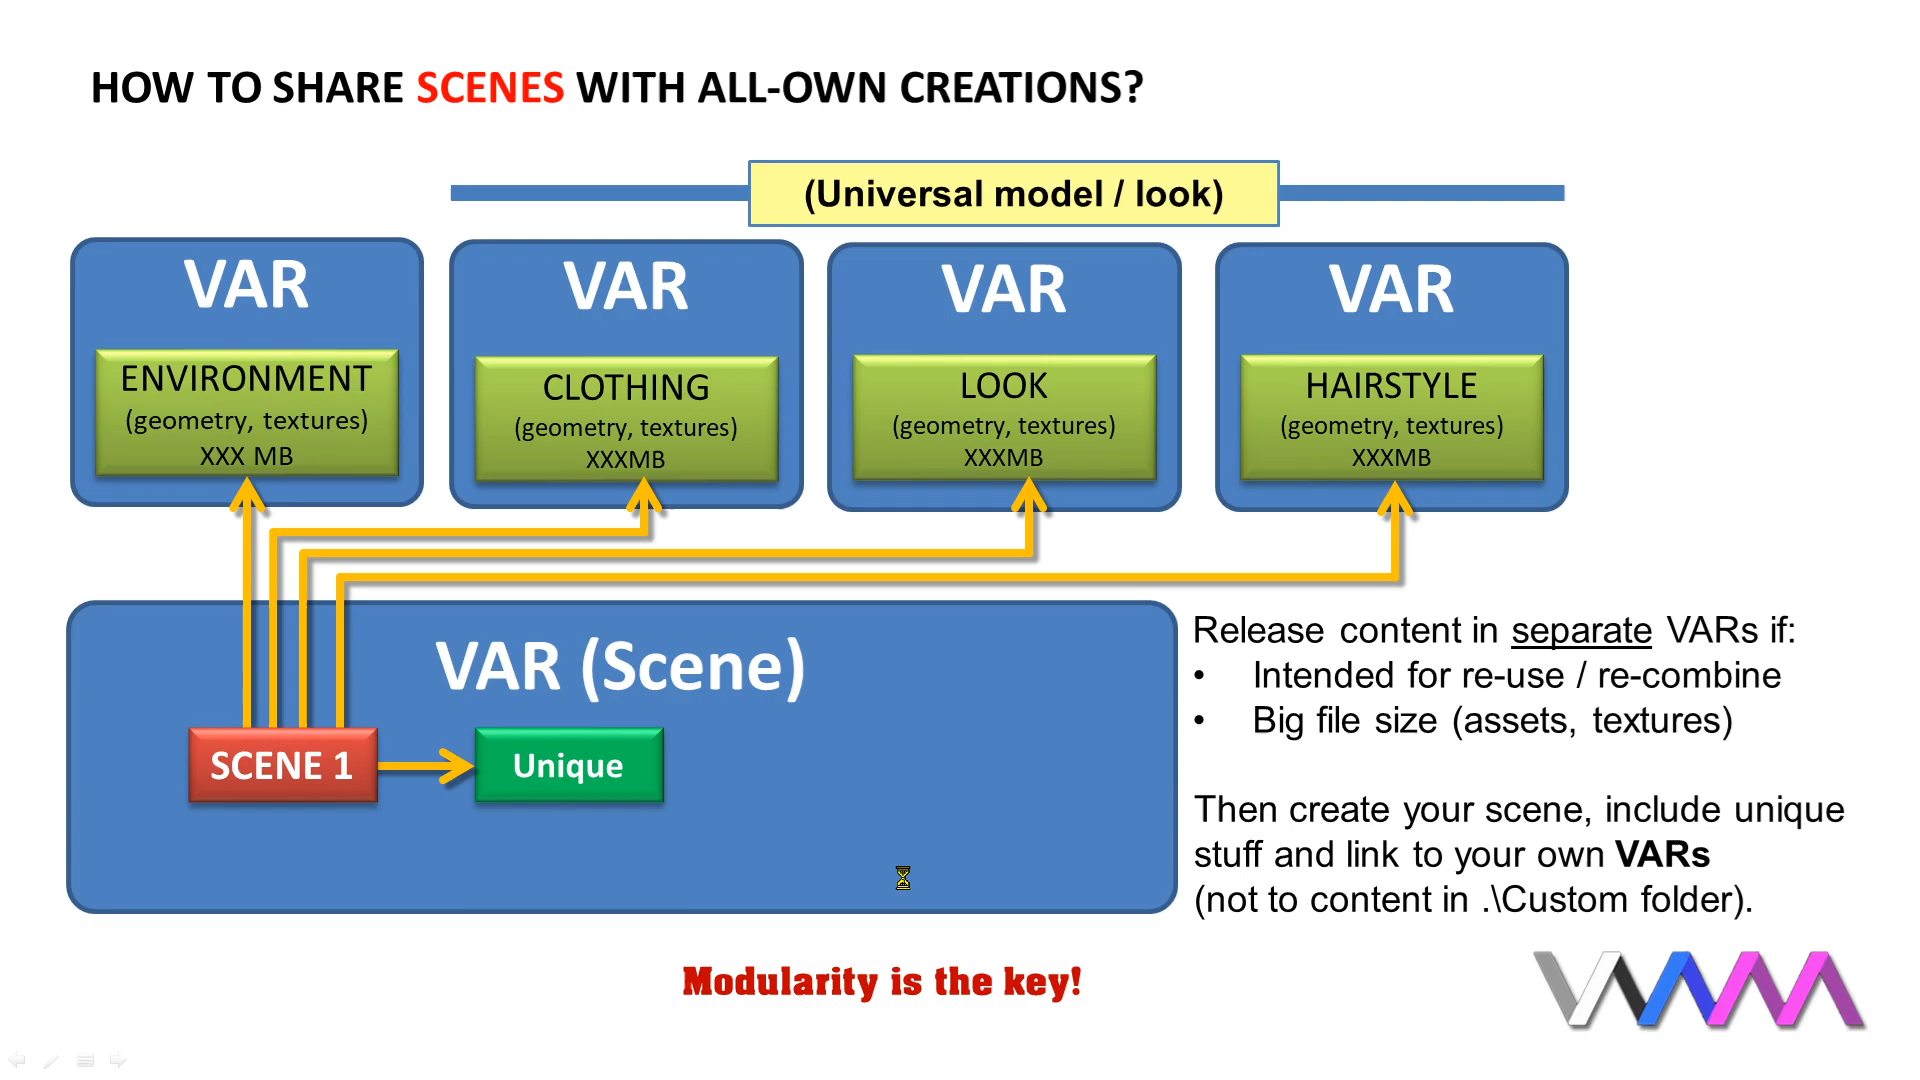 HOW TO SHARE SCENES WITH ALL-OWN CREATIONS?
(Universal model / look)
VAR
ENVIRONMENT
(geometry, textures)
XXX MB
VAR
CLOTHING
(geometry, textures)
XXXMB
VAR
LOOK
(geometry, textures)
XXXMB
VAR
HAIRSTYLE
(geometry, textures)
XXXMB
VAR (Scene)
SCENE 1
Unique
Release content in separate VARs if:
• Intended for re-use / re-combine
• Big file size (assets, textures)
Then create your scene, include unique
stuff and link to your own VARs
(not to content in .\Custom folder).
Modularity is the key!
VAM